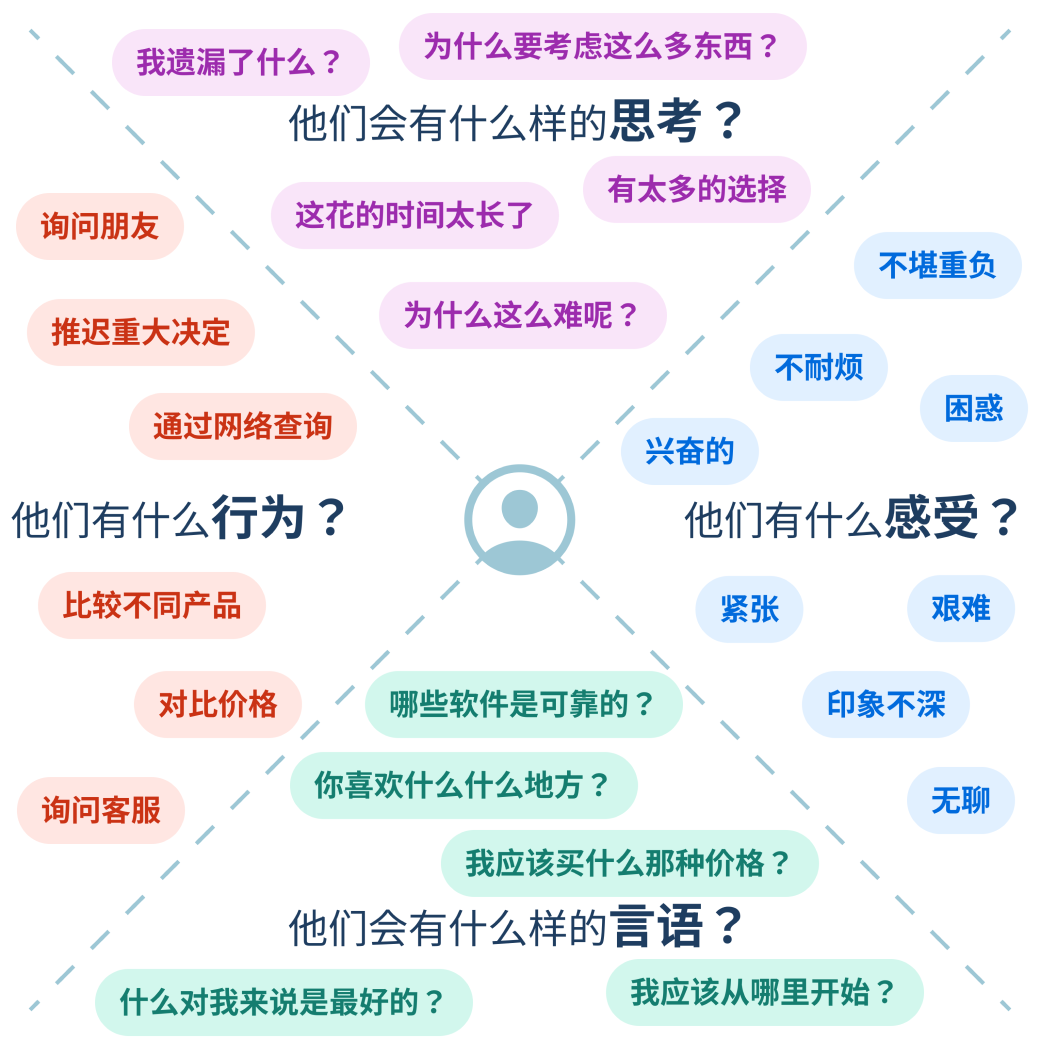 我遗漏了什么？
为什么要考虑这么多东西？
他们会有什么样的思考？
有太多的选择
这花的时间太长了
为什么这么难呢？
询问朋友
推迟重大决定
通过网络查询
他们有什么行为？
比较不同产品
对比价格
询问客服
不堪重负
不耐烦
困惑
兴奋的
他们有什么感受？
紧张
艰难
印象不深
无聊
哪些软件是可靠的？
你喜欢什么什么地方？
我应该买什么那种价格？
他们会有什么样的言语？
什么对我来说是最好的？
我应该从哪里开始？